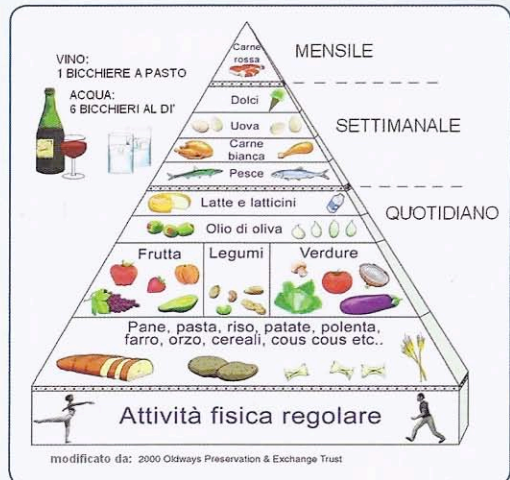 VINO:
1 BICCHIERE A PASTO
ACQUA:
6 BICCHIERI AL DI'
Carne
rossa
MENSILE
Dolci
Uova
Carne
bianca
Pesce
SETTIMANALE
Latte e latticini
Olio di oliva
QUOTIDIANO
Frutta
Legumi
Verdure
Pane, pasta, riso, patate, polenta,
farro, orzo, cereali, cous cous etc..
Attività fisica regolare
modificato da: 2000 Oldways Preservation & Exchange Trust